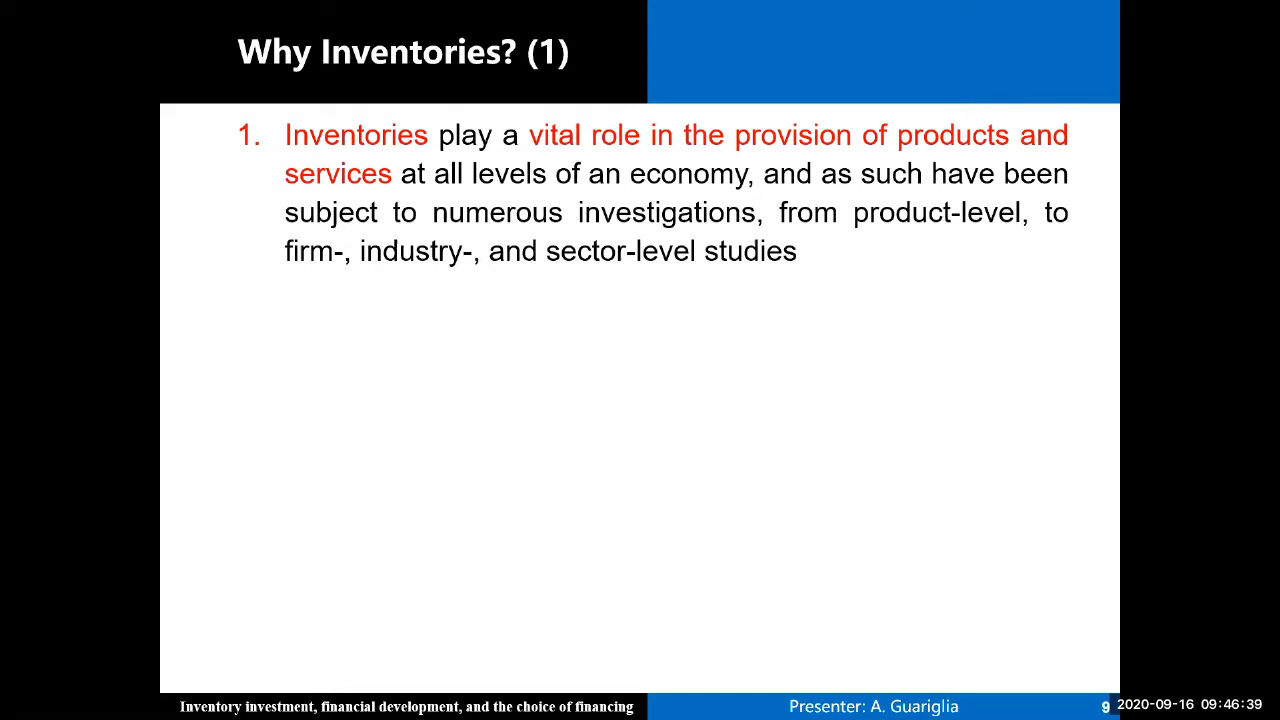 Why Inventories? (1)
1. Inventories play a vital role in the provision of products and
services at all levels of an economy, and as such have been
subject to numerous investigations, from product-level, to
firm-, industry-, and sector-level studies
Inventory investment, financial development, and the choice of financing
Presenter: A. Guariglia
9
2020-09-16 09:46:39